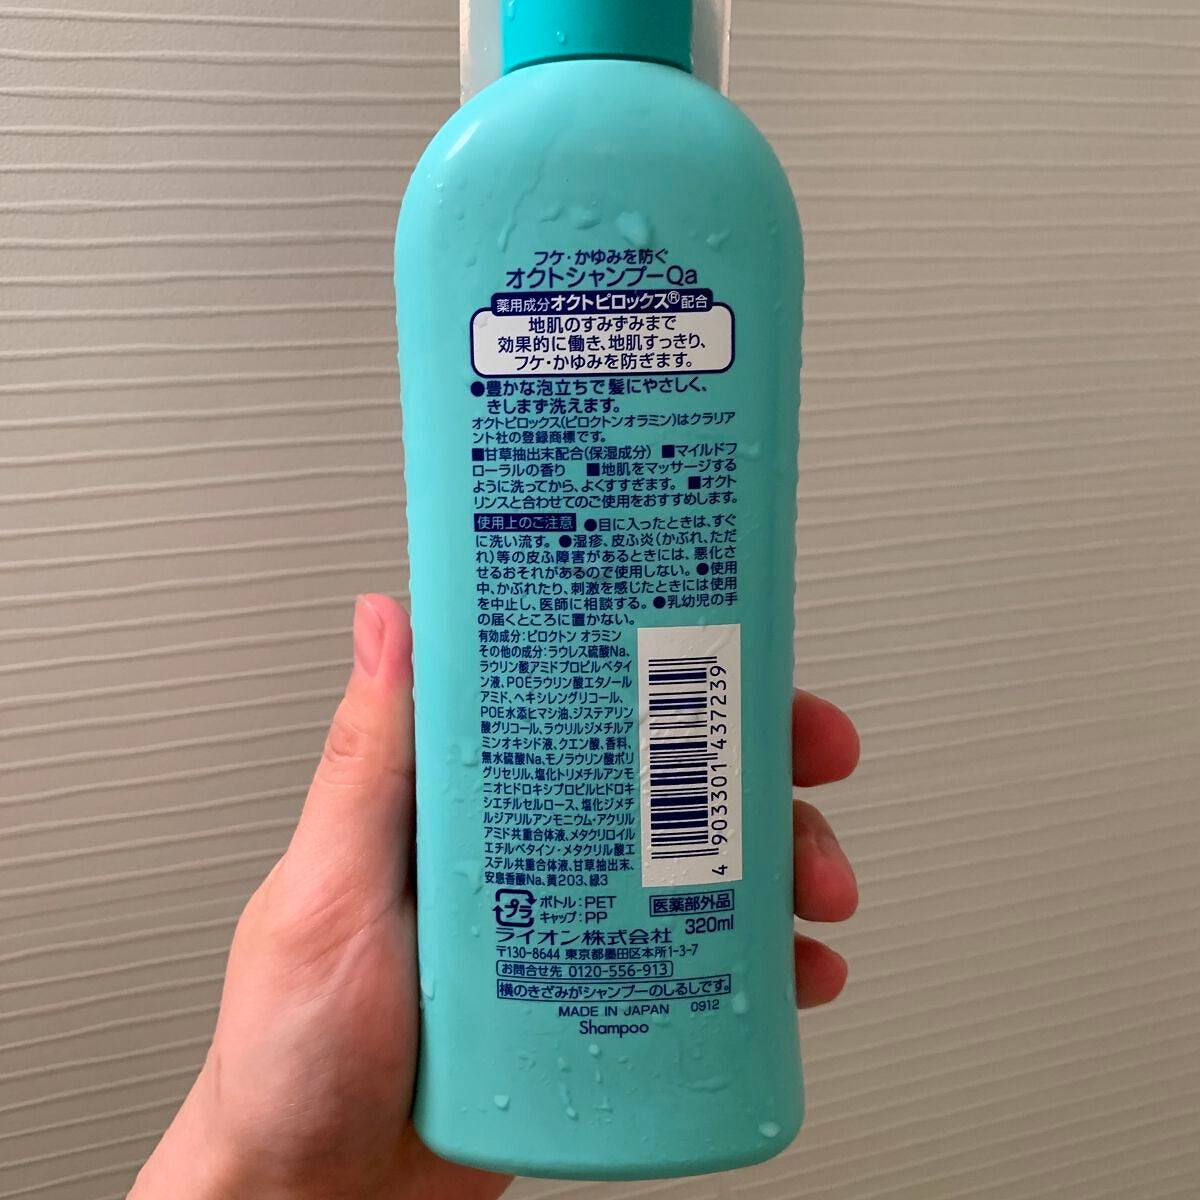 フケ・かゆみを防ぐ
オクトシャンプーQa
薬用成分オクトピロックス®配合
地肌のすみずみまで
効果的に働き、地肌すっきり、
フケ・かゆみを防ぎます。
●豊かな泡立ちで髪にやさしく、
きしまず洗えます。
オクトピロックス(ピロクトンオラミン)はクラリア
ント社の登録商標です。
■甘草抽出末配合(保湿成分) ■マイルドフ
ローラルの香り ■地肌をマッサージする
ように洗ってから、よくすすぎます。 ■オクト
リンスと合わせてのご使用をおすすめします。
使用上のご注意 ●目に入ったときは、すぐ
に洗い流す。●湿疹、皮ふ炎(かぶれ、ただ
れ)等の皮ふ障害があるときには、悪化さ
せるおそれがあるので使用しない。●使用
中、かぶれたり、刺激を感じたときには使用
を中止し、医師に相談する。●乳幼児の手
の届くところに置かない。
有効成分:ピロクトン オラミン
その他の成分:ラウレス硫酸Na、
ラウリン酸アミドプロピルベタイ
ン液、POEラウリン酸エタノール
アミド、ヘキシレングリコール、
POE水添ヒマシ油、ジステアリン
酸グリコール、ラウリルジメチルア
ミンオキシド液、クエン酸、香料、
無水硫酸Na、モノラウリン酸ポリ
グリセリル、塩化トリメチルアンモ
ニオヒドロキシプロピルヒドロキ
シエチルセルロース、塩化ジメチ
ルジアリルアンモニウム・アクリル
アミド共重合体液、メタクリロイル
エチルベタイン・メタクリル酸エ
ステル共重合体液、甘草抽出末、
安息香酸Na、黄203、緑3
4 903301 437239
プラ ボトル:PET
キャップ:PP
医薬部外品
320ml
ライオン株式会社
〒130-8644 東京都墨田区本所1-3-7
お問合せ先 0120-556-913
横のきざみがシャンプーのしるしです。
MADE IN JAPAN 0912
Shampoo